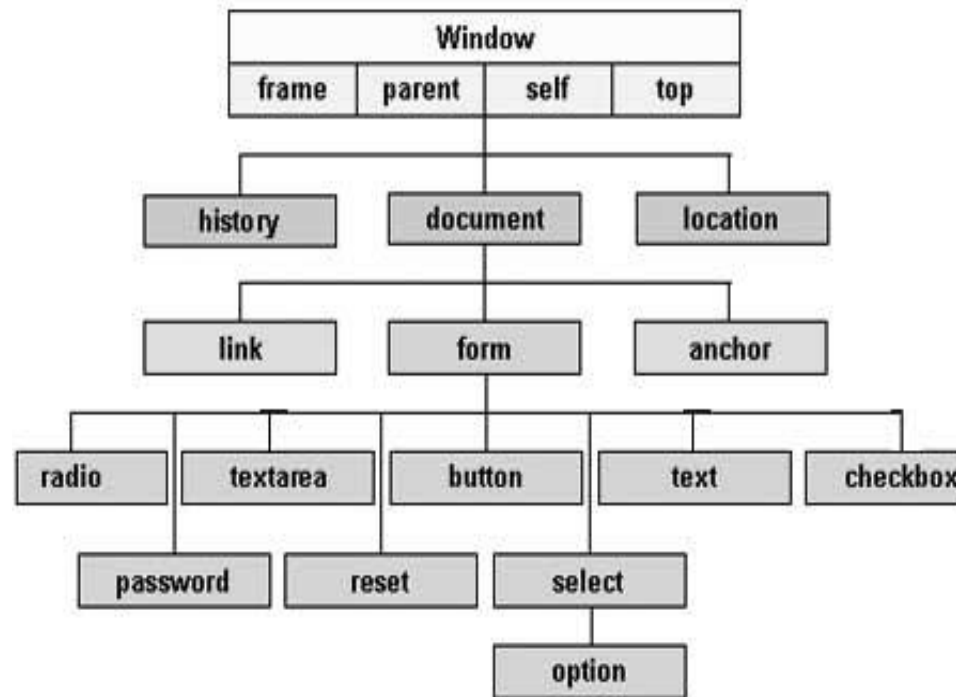 Window
frame parent self top
history document location
link form anchor
radio textarea button text checkbox
password reset select
option